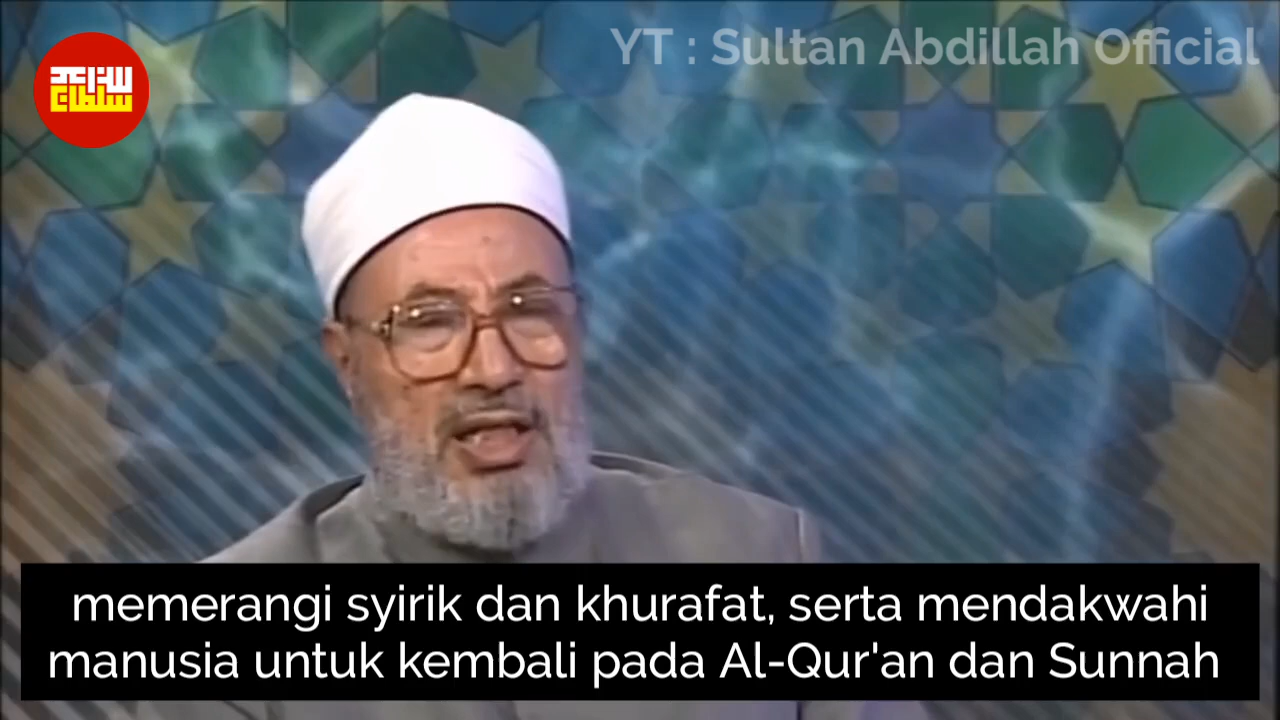 YT : Sultan Abdillah Official
memerangi syirik dan khurafat, serta mendakwahi
manusia untuk kembali pada Al-Qur'an dan Sunnah